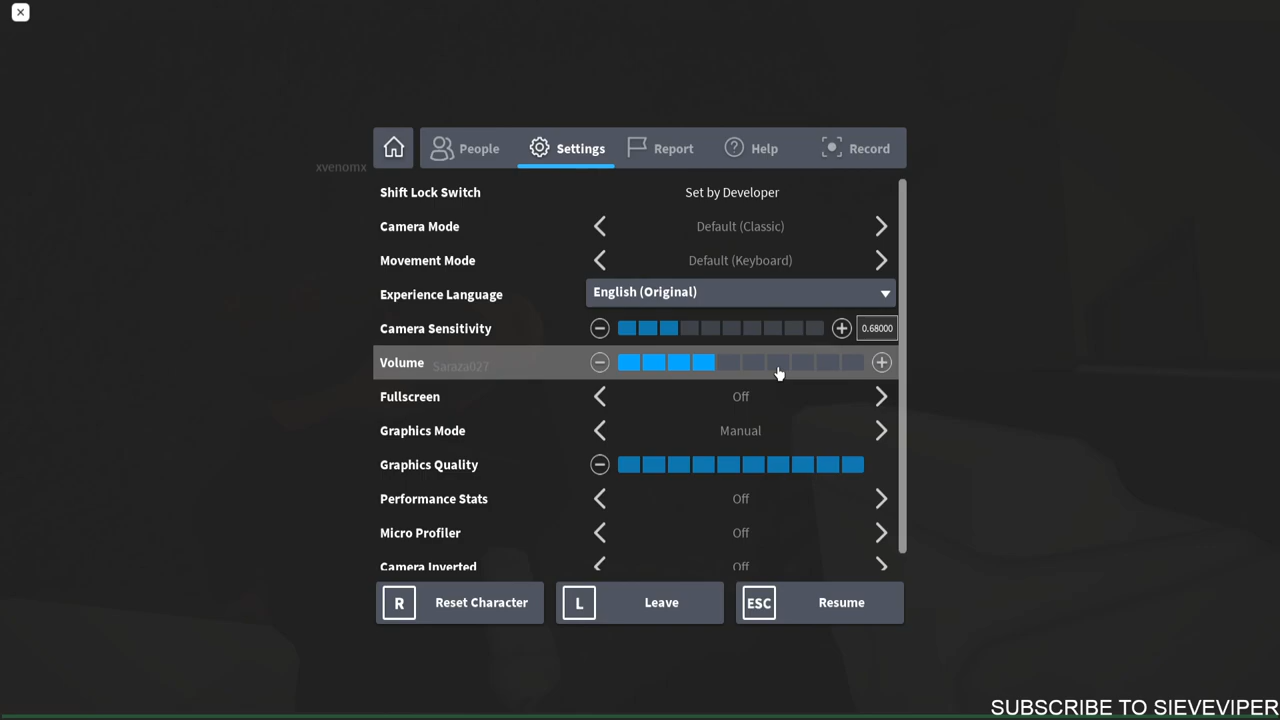 People Settings Report Help Record
xvenomx
Shift Lock Switch Set by Developer
Camera Mode Default (Classic)
Movement Mode Default (Keyboard)
Experience Language English (Original)
Camera Sensitivity 0.68000
Volume Saraza027
Fullscreen Off
Graphics Mode Manual
Graphics Quality
Performance Stats Off
Micro Profiler Off
Camera Inverted Off
R Reset Character L Leave ESC Resume
SUBSCRIBE TO SIEVEVIPER